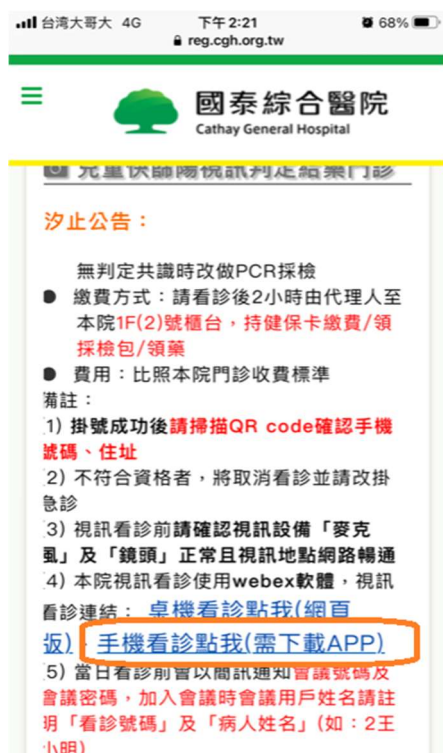 台湾大哥大 4G 下午2:21 68%
reg.cgh.org.tw
國泰綜合醫院
Cathay General Hospital
兒童快篩陽視訊判定給藥門診
汐止公告：
無判定共識時改做PCR採檢
● 繳費方式：請看診後2小時由代理人至
本院1F(2)號櫃台，持健保卡繳費/領
採檢包/領藥
● 費用：比照本院門診收費標準
備註：
(1) 掛號成功後請掃描QR code確認手機
號碼、住址
(2) 不符合資格者，將取消看診並請改掛
急診
(3) 視訊看診前請確認視訊設備「麥克
風」及「鏡頭」正常且視訊地點網路暢通
(4) 本院視訊看診使用webex軟體，視訊
看診連結： 桌機看診點我(網頁
版)、手機看診點我(需下載APP)
(5) 當日看診前會以簡訊通知會議號碼及
會議密碼，加入會議時會議用戶姓名請註
明「看診號碼」及「病人姓名」(如：2王
小明)